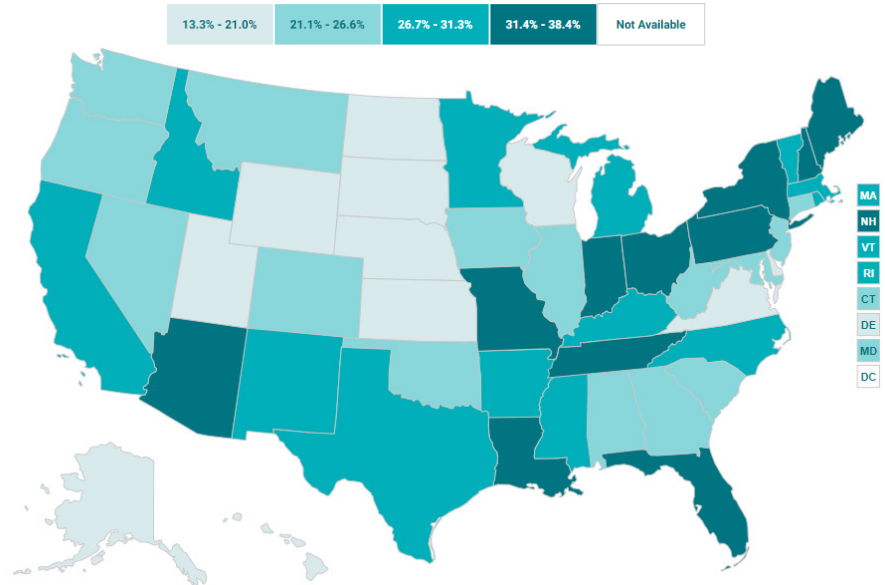 13.3% - 21.0% 21.1% - 26.6% 26.7% - 31.3% 31.4% - 38.4% Not Available
MA
NH
VT
RI
CT
DE
MD
DC